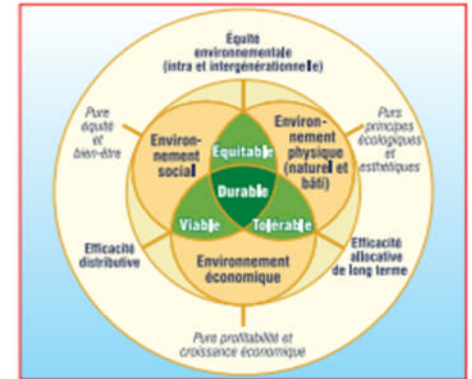 Équité
environnementale
(intra et intergénérationnelle)
Pure
équité
et
bien-être
Environ-
nement
social
Équitable
Environ-
nement
physique
(naturel et
bâti)
Purs
principes
écologiques
et
esthétiques
Durable
Viable
Tolérable
Efficacité
distributive
Environnement
économique
Efficacité
allocative
de long terme
Pure profitabilité et
croissance économique